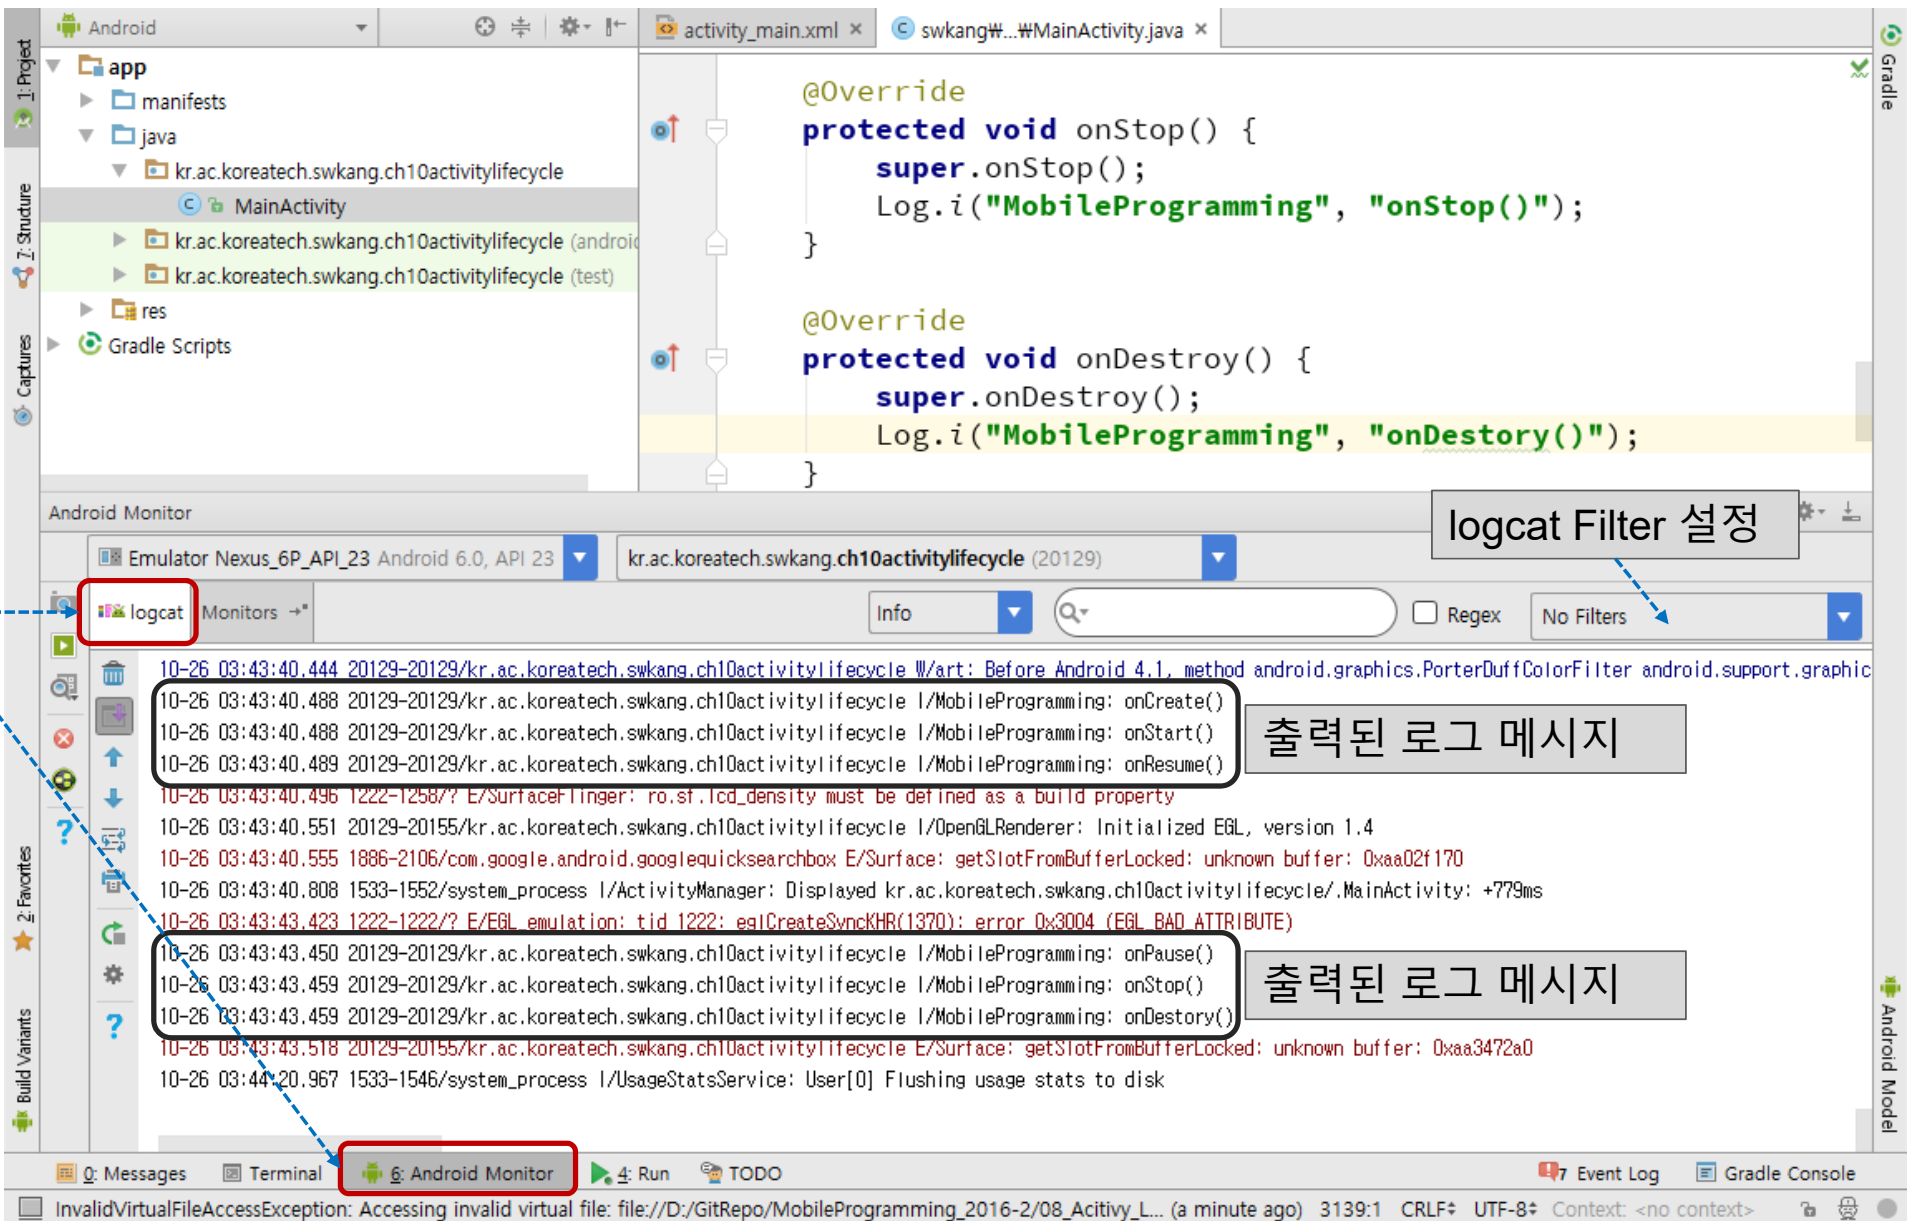 Android
activity_main.xml
swkang₩...₩MainActivity.java
1: Project
7: Structure
Captures
2: Favorites
Build Variants
Gradle
Android Model
app
manifests
java
kr.ac.koreatech.swkang.ch10activitylifecycle
MainActivity
kr.ac.koreatech.swkang.ch10activitylifecycle (androi
kr.ac.koreatech.swkang.ch10activitylifecycle (test)
res
Gradle Scripts
@Override
protected void onStop() {
super.onStop();
Log.i("MobileProgramming", "onStop()");
}
@Override
protected void onDestroy() {
super.onDestroy();
Log.i("MobileProgramming", "onDestory()");
}
Android Monitor
logcat Filter 설정
Emulator Nexus_6P_API_23 Android 6.0, API 23
kr.ac.koreatech.swkang.ch10activitylifecycle (20129)
logcat
Monitors
Info
Regex
No Filters
10-26 03:43:40.444 20129-20129/kr.ac.koreatech.swkang.ch10activitylifecycle W/art: Before Android 4.1, method android.graphics.PorterDuffColorFilter android.support.graphic
10-26 03:43:40.488 20129-20129/kr.ac.koreatech.swkang.ch10activitylifecycle I/MobileProgramming: onCreate()
10-26 03:43:40.488 20129-20129/kr.ac.koreatech.swkang.ch10activitylifecycle I/MobileProgramming: onStart()
10-26 03:43:40.489 20129-20129/kr.ac.koreatech.swkang.ch10activitylifecycle I/MobileProgramming: onResume()
출력된 로그 메시지
10-26 03:43:40.496 1222-1258/? E/SurfaceFlinger: ro.sf.lcd_density must be defined as a build property
10-26 03:43:40.551 20129-20155/kr.ac.koreatech.swkang.ch10activitylifecycle I/OpenGLRenderer: Initialized EGL, version 1.4
10-26 03:43:40.555 1886-2106/com.google.android.googlequicksearchbox E/Surface: getSlotFromBufferLocked: unknown buffer: 0xaa02f170
10-26 03:43:40.808 1533-1552/system_process I/ActivityManager: Displayed kr.ac.koreatech.swkang.ch10activitylifecycle/.MainActivity: +779ms
10-26 03:43:43.423 1222-1222/? E/EGL_emulation: tid 1222: eglCreateSyncKHR(1370): error 0x3004 (EGL_BAD_ATTRIBUTE)
10-26 03:43:43.450 20129-20129/kr.ac.koreatech.swkang.ch10activitylifecycle I/MobileProgramming: onPause()
10-26 03:43:43.459 20129-20129/kr.ac.koreatech.swkang.ch10activitylifecycle I/MobileProgramming: onStop()
10-26 03:43:43.459 20129-20129/kr.ac.koreatech.swkang.ch10activitylifecycle I/MobileProgramming: onDestory()
출력된 로그 메시지
10-26 03:43:43.518 20129-20155/kr.ac.koreatech.swkang.ch10activitylifecycle E/Surface: getSlotFromBufferLocked: unknown buffer: 0xaa3472a0
10-26 03:44:20.967 1533-1546/system_process I/UsageStatsService: User[0] Flushing usage stats to disk
0: Messages
Terminal
6: Android Monitor
4: Run
TODO
7 Event Log
Gradle Console
InvalidVirtualFileAccessException: Accessing invalid virtual file: file://D:/GitRepo/MobileProgramming_2016-2/08_Acitivy_L... (a minute ago) 3139:1 CRLF UTF-8 Context: <no context>